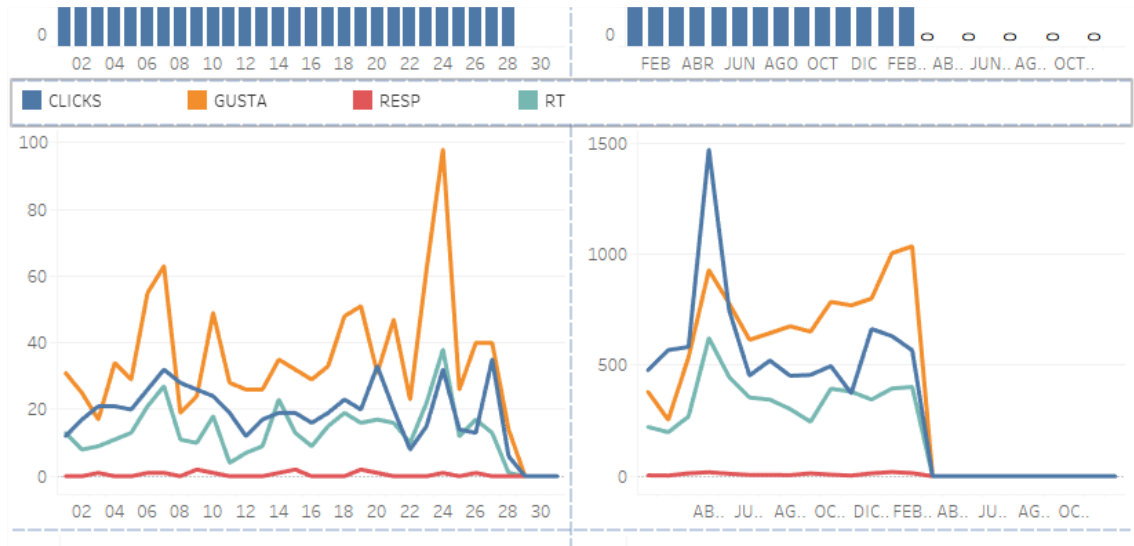 0
02 04 06 08 10 12 14 16 18 20 22 24 26 28 30
0
0 0 0 0 0
FEB ABR JUN AGO OCT DIC FEB.. AB.. JUN.. AG.. OCT..
CLICKS GUSTA RESP RT
100
80
60
40
20
0
02 04 06 08 10 12 14 16 18 20 22 24 26 28 30
1500
1000
500
0
AB.. JU.. AG.. OC.. DIC.. FEB.. AB.. JU.. AG.. OC..